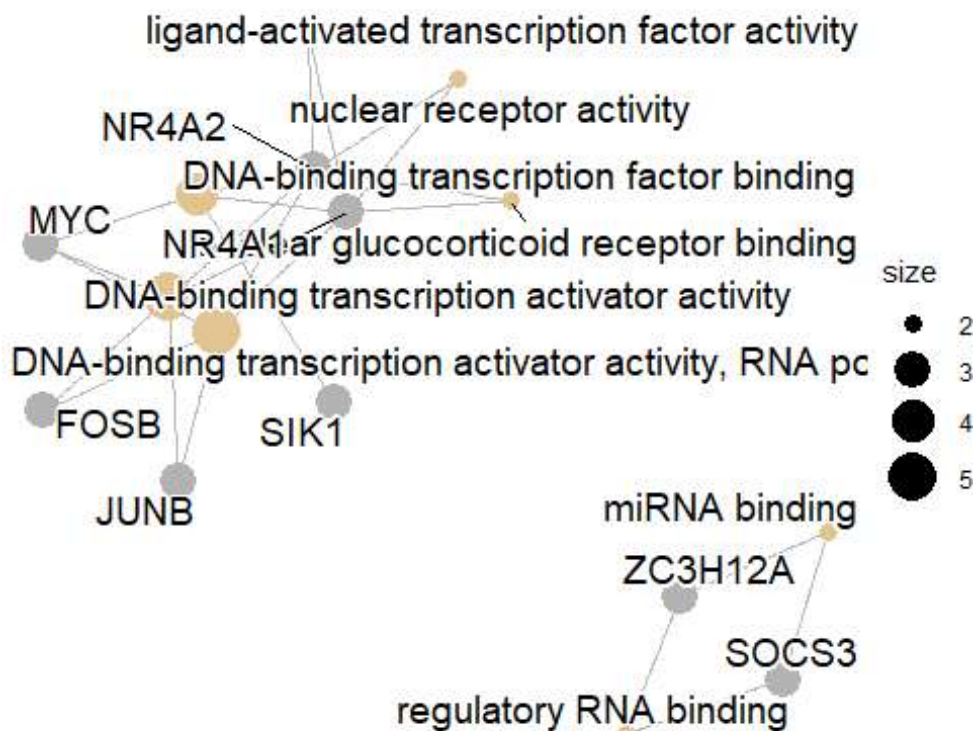 ligand-activated transcription factor activity
nuclear receptor activity
NR4A2
DNA-binding transcription factor binding
MYC
NR4A1
glucocorticoid receptor binding
size
DNA-binding transcription activator activity
2
DNA-binding transcription activator activity, RNA
3
FOSB
SIK1
4
5
JUNB
miRNA binding
ZC3H12A
SOCS3
regulatory RNA binding